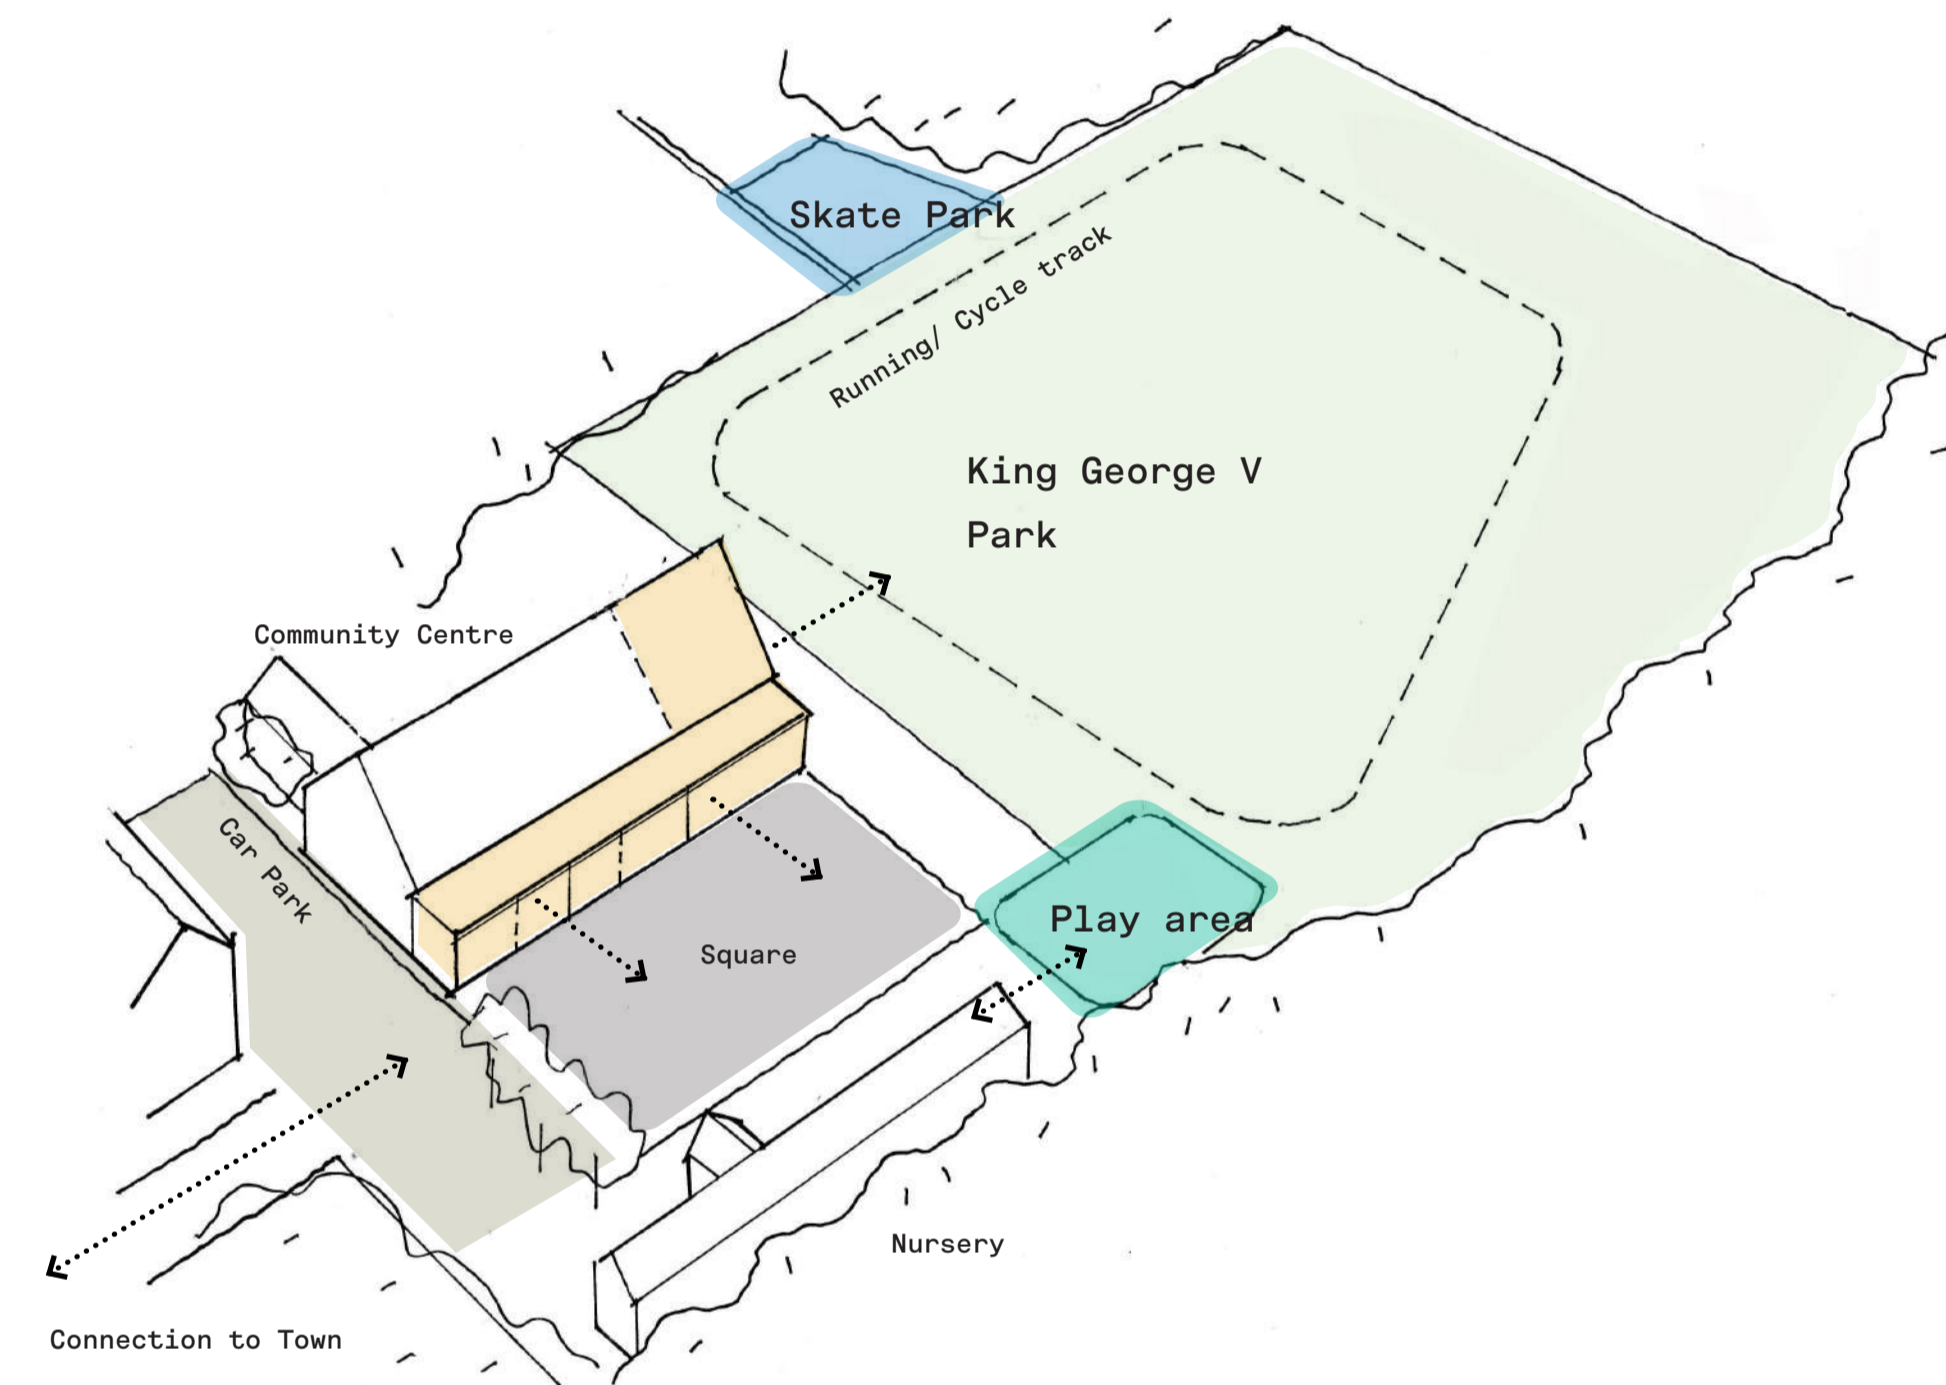 Skate Park
Running/ Cycle track
King George V
Park
Community Centre
Car Park
Play area
Square
Nursery
Connection to Town